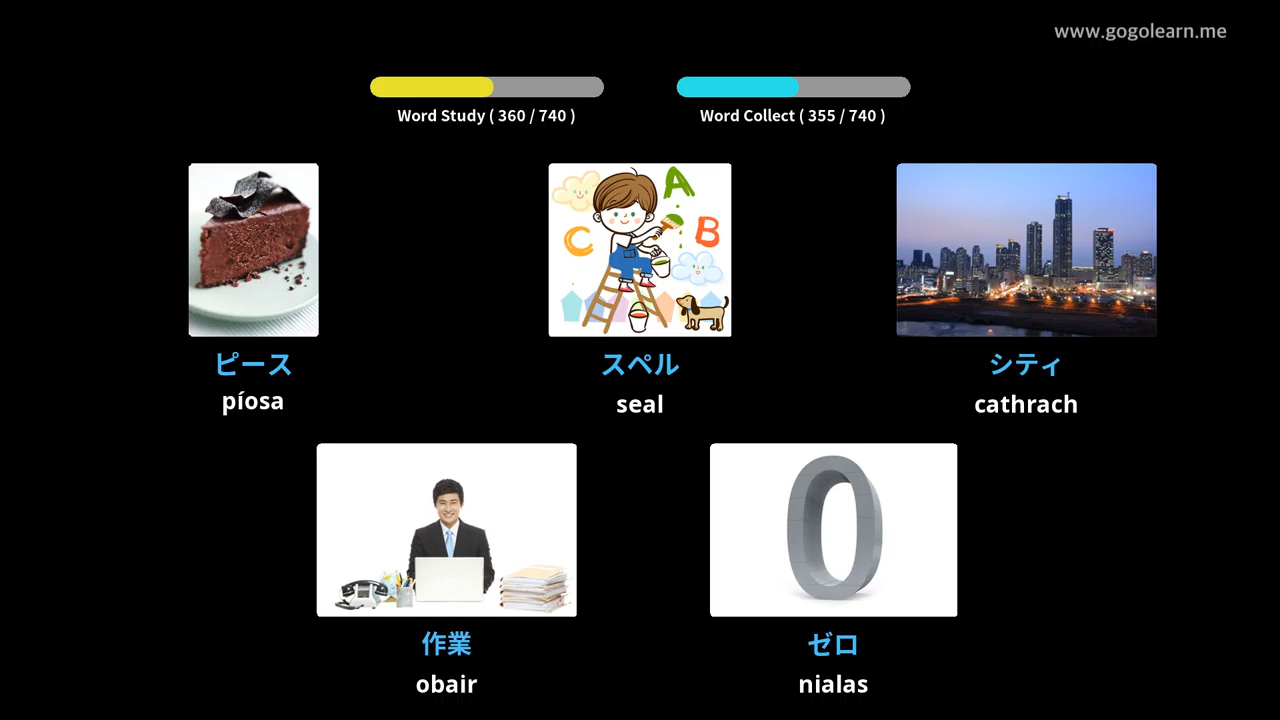 www.gogolearn.me
Word Study ( 360 / 740 )
Word Collect ( 355 / 740 )
A
B
C
ピース
スペル
シティ
píosa
seal
cathrach
0
作業
ゼロ
obair
nialas